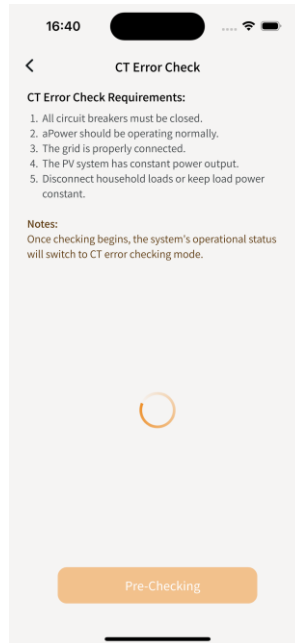 16:40
CT Error Check
CT Error Check Requirements:
1. All circuit breakers must be closed.
2. aPower should be operating normally.
3. The grid is properly connected.
4. The PV system has constant power output.
5. Disconnect household loads or keep load power
constant.
Notes:
Once checking begins, the system's operational status
will switch to CT error checking mode.
Pre-Checking